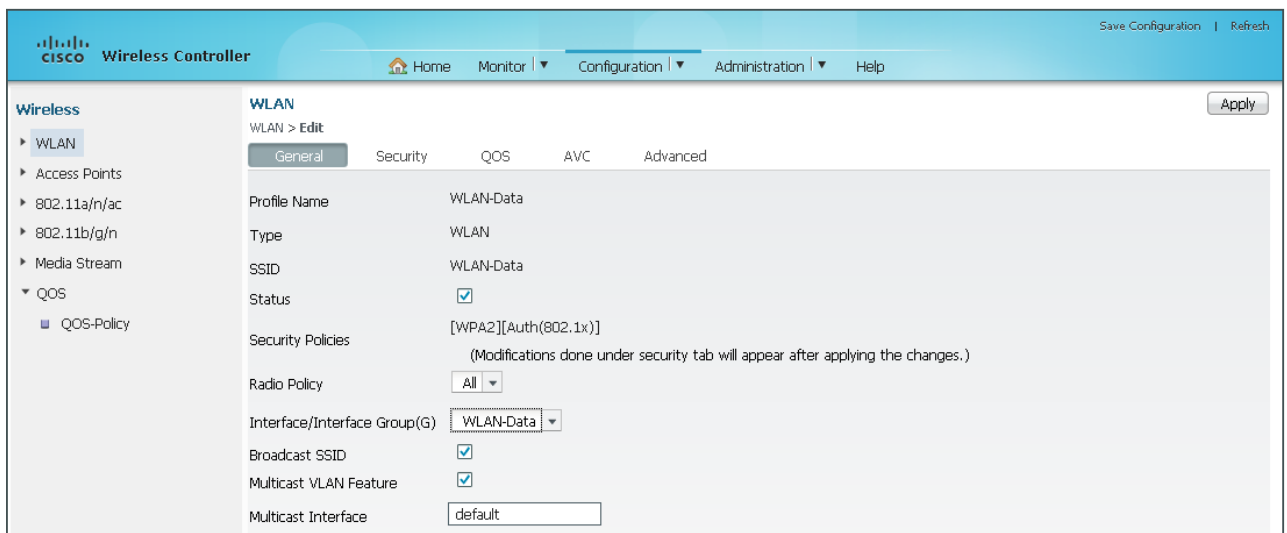 Save Configuration | Refresh
CISCO Wireless Controller
Home Monitor Configuration Administration Help
Wireless
WLAN
Access Points
802.11a/n/ac
802.11b/g/n
Media Stream
QOS
QOS-Policy
WLAN
Apply
WLAN > Edit
General Security QOS AVC Advanced
Profile Name WLAN-Data
Type WLAN
SSID WLAN-Data
Status
Security Policies [WPA2][Auth(802.1x)]
(Modifications done under security tab will appear after applying the changes.)
Radio Policy All
Interface/Interface Group(G) WLAN-Data
Broadcast SSID
Multicast VLAN Feature
Multicast Interface default